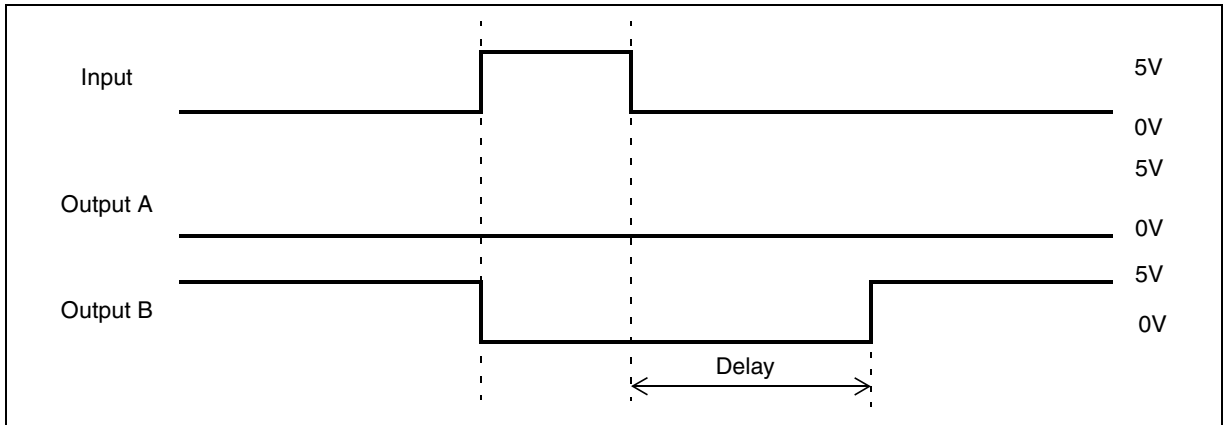 Input
5V
0V
5V
Output A
0V
5V
Output B
0V
Delay